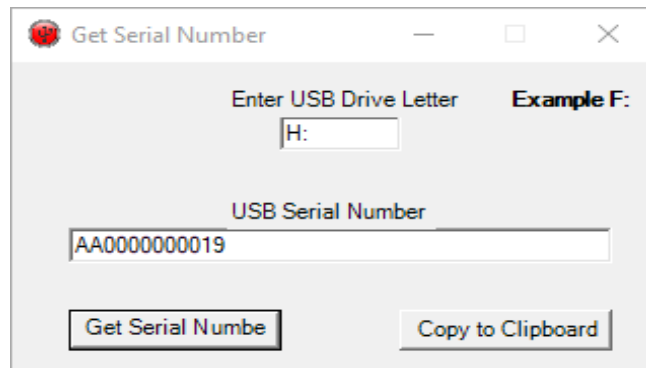 Get Serial Number
Enter USB Drive Letter Example F:
H:
USB Serial Number
AA0000000019
Get Serial Numbe Copy to Clipboard